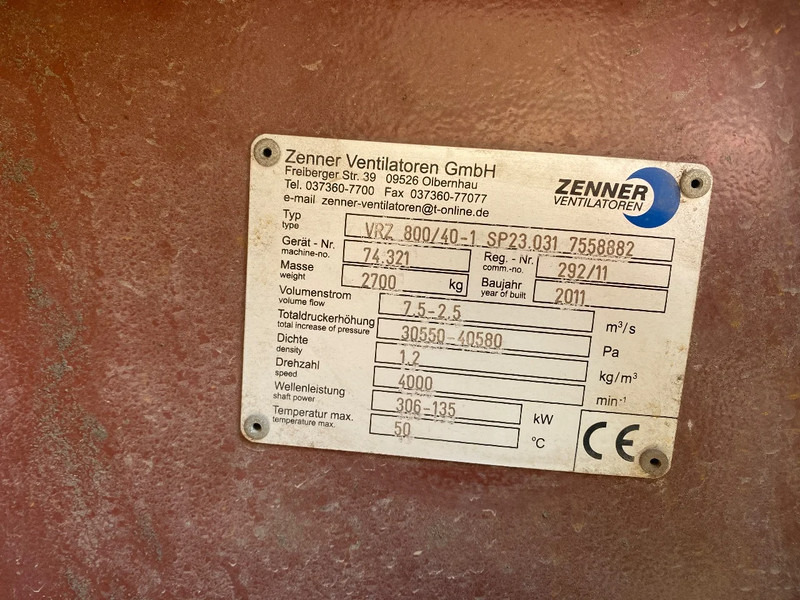 Zenner Ventilatoren GmbH
Freiberger Str. 39 09526 Olbernhau
Tel. 037360-7700 Fax 037360-77077
e-mail zenner-ventilatoren@t-online.de
ZENNER
VENTILATOREN
Typ VRZ 800/40-1 SP23.031 7558882
type
Gerät - Nr. 74.321 Reg. - Nr. 292/11
machine-no. comm.-no.
Masse 2700 kg Baujahr 2011
weight year of built
Volumenstrom 7.5-2.5 m³/s
volume flow
Totaldruckerhöhung 30550-40580 Pa
total increase of pressure
Dichte 1.2 kg/m³
density
Drehzahl 4000 min-1
speed
Wellenleistung 306-135 kW
shaft power
Temperatur max. 50 °C
temperature max.
CE